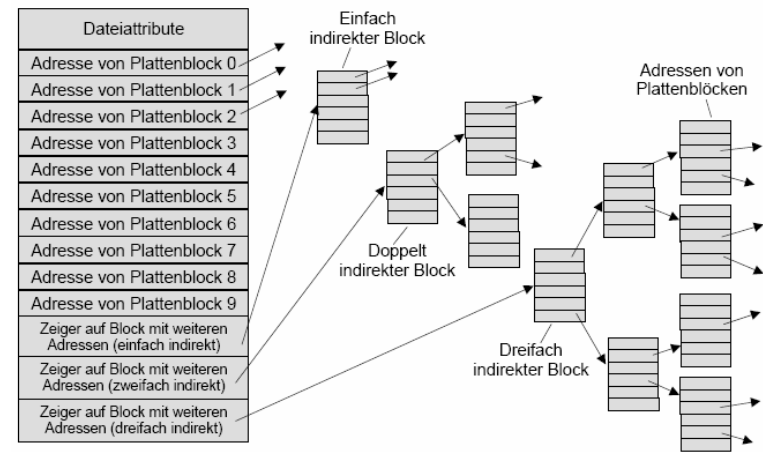 Dateiattribute
Adresse von Plattenblock 0
Adresse von Plattenblock 1
Adresse von Plattenblock 2
Adresse von Plattenblock 3
Adresse von Plattenblock 4
Adresse von Plattenblock 5
Adresse von Plattenblock 6
Adresse von Plattenblock 7
Adresse von Plattenblock 8
Adresse von Plattenblock 9
Zeiger auf Block mit weiteren
Adressen (einfach indirekt)
Zeiger auf Block mit weiteren
Adressen (zweifach indirekt)
Zeiger auf Block mit weiteren
Adressen (dreifach indirekt)
Einfach
indirekter Block
Doppelt
indirekter Block
Dreifach
indirekter Block
Adressen von
Plattenblöcken